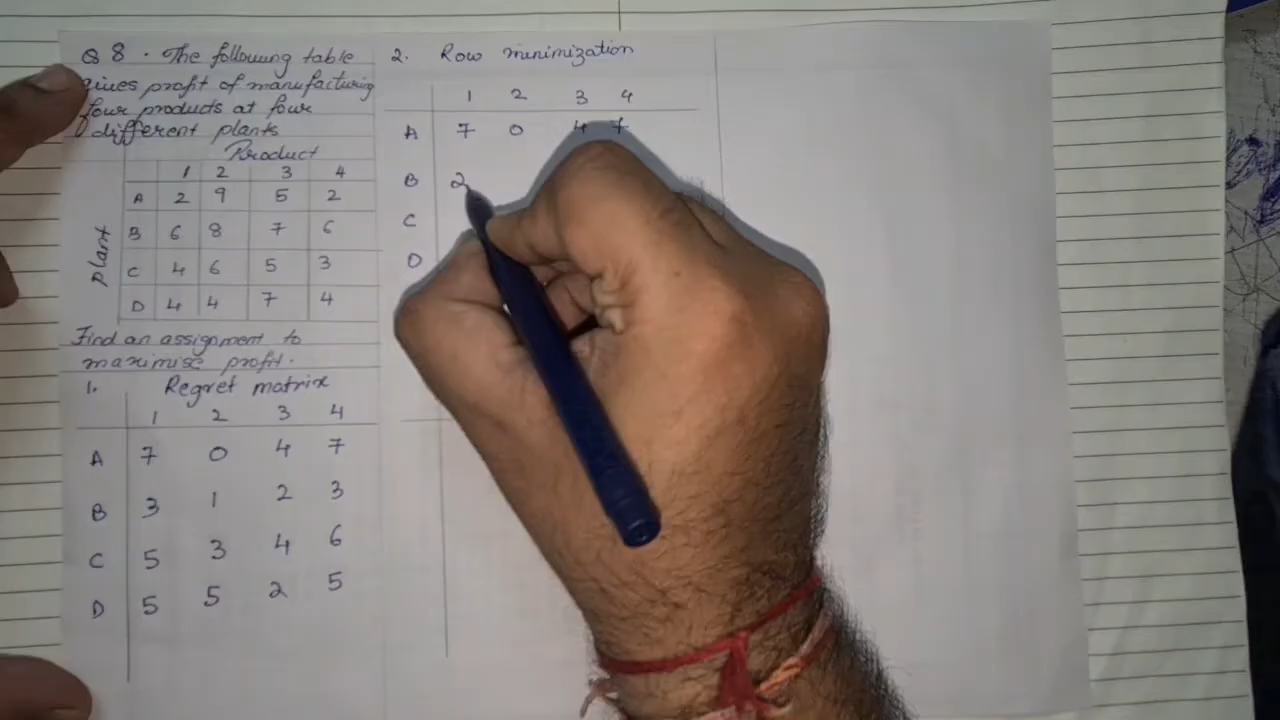 Q 8. The following table
gives profit of manufacturing
four products at four
different plants
Product
1 2 3 4
A 2 9 5 2
B 6 8 7 6
C 4 6 5 3
D 4 4 7 4
Plant
Find an assignment to
maximise profit.
1. Regret matrix
1 2 3 4
A 7 0 4 7
B 3 1 2 3
C 5 3 4 6
D 5 5 2 5
2. Row minimization
1 2 3 4
A 7 0 4 7
B 2
C
D